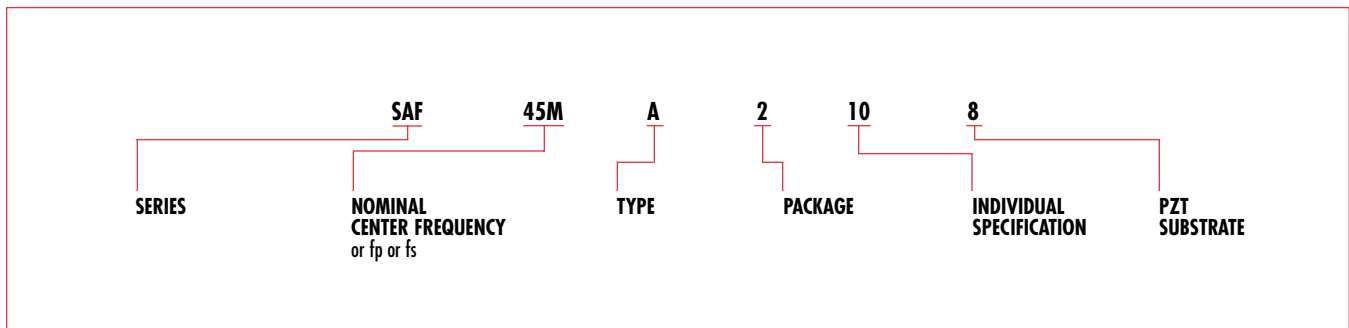 SAF 45M A 2 10 8
SERIES
NOMINAL
CENTER FREQUENCY
or fp or fs
TYPE
PACKAGE
INDIVIDUAL
SPECIFICATION
PZT
SUBSTRATE